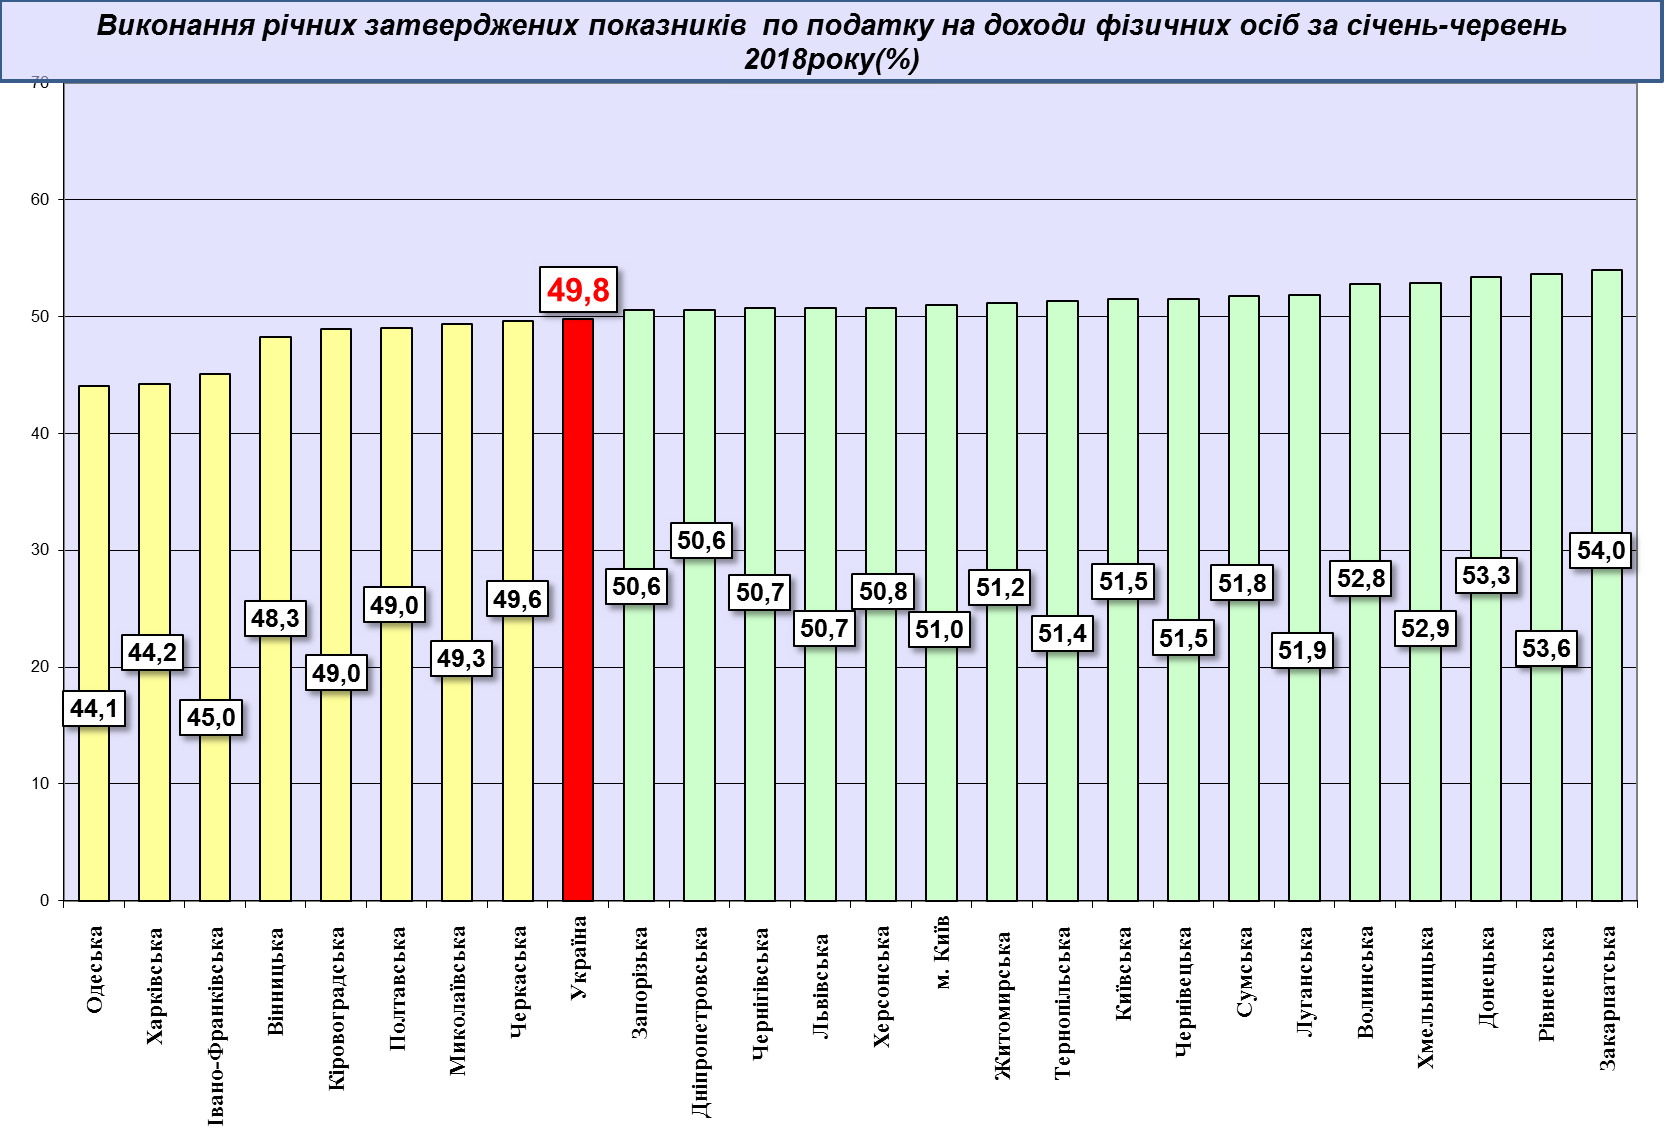 Виконання річних затверджених показників  по податку на доходи фізичних осіб за січень-червень
2018року(%)
70
60
50
40
30
20
10
0
44,1
44,2
45,0
48,3
49,0
49,0
49,3
49,6
49,8
50,6
50,6
50,7
50,7
50,8
51,0
51,2
51,4
51,5
51,5
51,8
51,9
52,8
52,9
53,3
53,6
54,0
Одеська
Харківська
Івано-Франківська
Вінницька
Кіровоградська
Полтавська
Миколаївська
Черкаська
Україна
Запорізька
Дніпропетровська
Чернігівська
Львівська
Херсонська
м. Київ
Житомирська
Тернопільська
Київська
Чернівецька
Сумська
Луганська
Волинська
Хмельницька
Донецька
Рівненська
Закарпатська